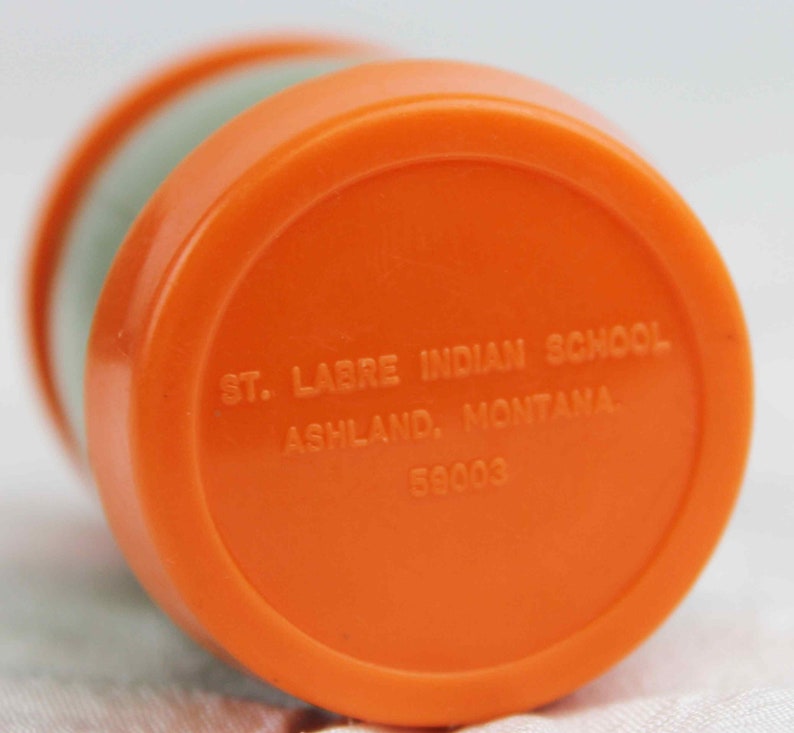 ST. LABRE INDIAN SCHOOL
ASHLAND, MONTANA
59003